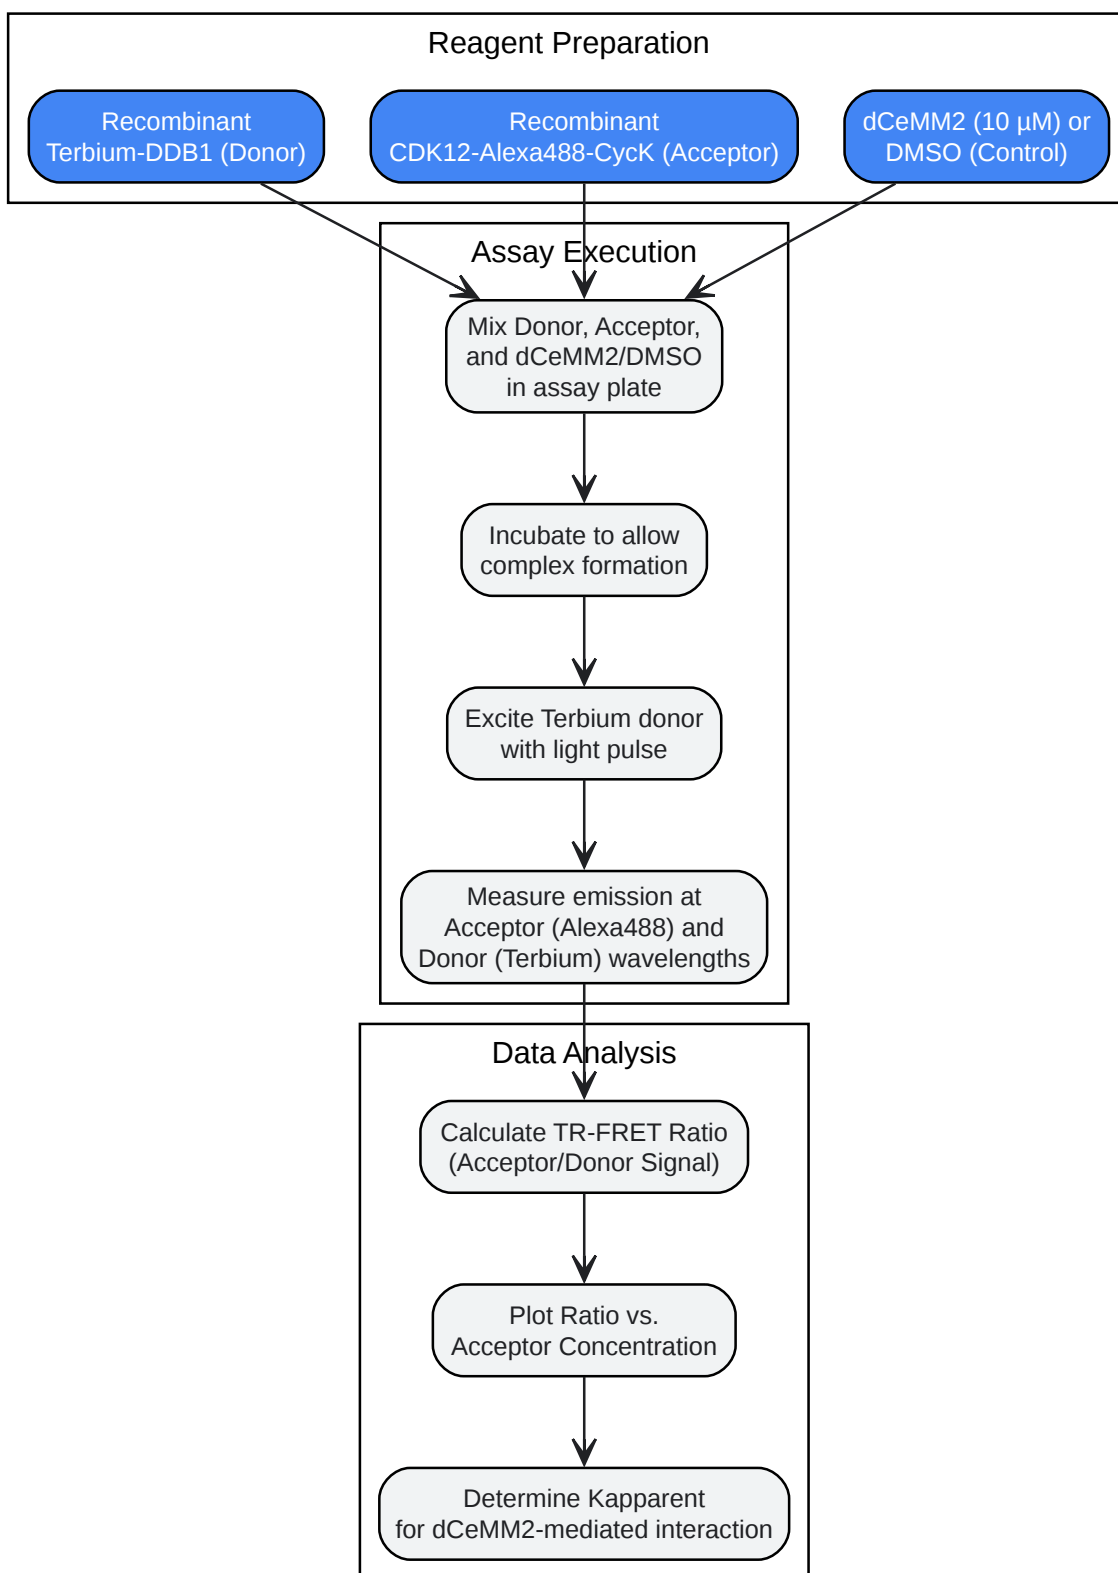 Reagent Preparation
Recombinant
Terbium-DDB1 (Donor)
Recombinant
CDK12-Alexa488-CycK (Acceptor)
dCeMM2 (10 µM) or
DMSO (Control)
Assay Execution
Mix Donor, Acceptor,
and dCeMM2/DMSO
in assay plate
Incubate to allow
complex formation
Excite Terbium donor
with light pulse
Measure emission at
Acceptor (Alexa488) and
Donor (Terbium) wavelengths
Data Analysis
Calculate TR-FRET Ratio
(Acceptor/Donor Signal)
Plot Ratio vs.
Acceptor Concentration
Determine Kapparent
for dCeMM2-mediated interaction